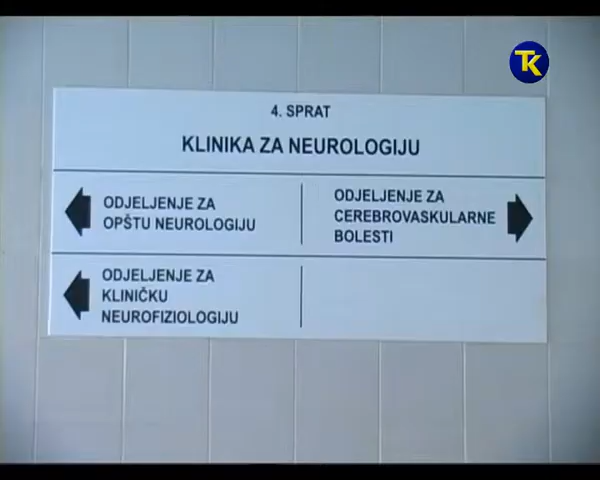 TK
4. SPRAT
KLINIKA ZA NEUROLOGIJU
ODJELJENJE ZA
OPŠTU NEUROLOGIJU
ODJELJENJE ZA
CEREBROVASKULARNE
BOLESTI
ODJELJENJE ZA
KLINIČKU
NEUROFIZIOLOGIJU